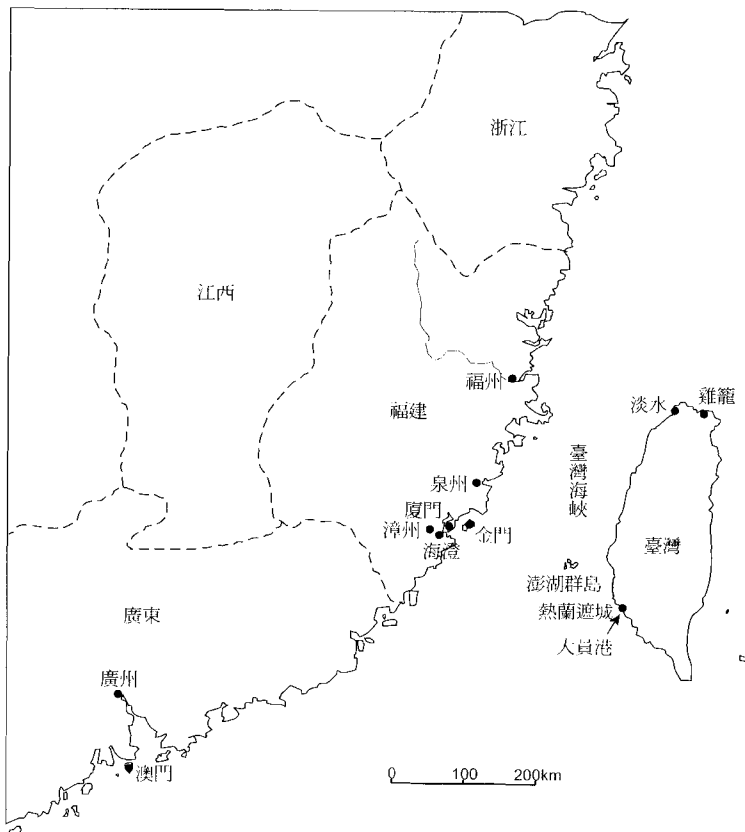 浙江
江西
福州
福建
淡水
雞籠
臺灣海峽
泉州
廈門
漳州
海澄
金門
臺灣
澎湖群島
熱蘭遮城
大員港
廣東
廣州
澳門
0 100 200km